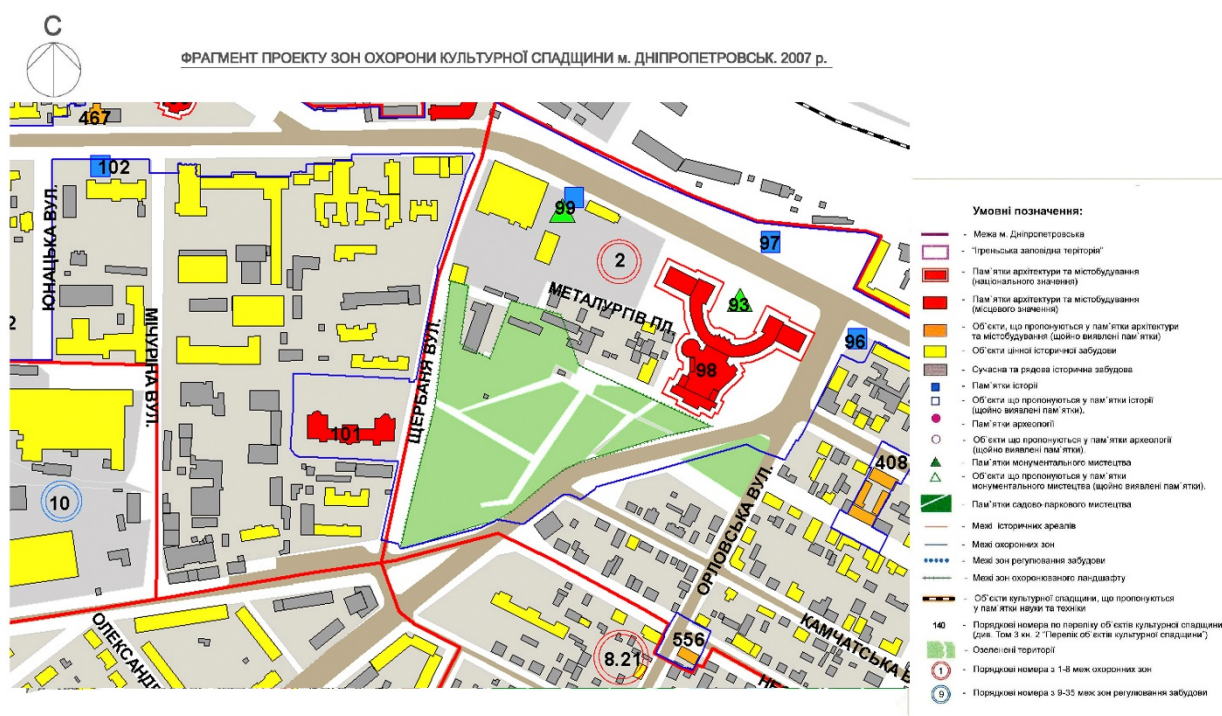 С
ФРАГМЕНТ ПРОЕКТУ ЗОН ОХОРОНИ КУЛЬТУРНОЇ СПАДЩИНИ м. ДНІПРОПЕТРОВСЬК. 2007 р.
467
102
ЮНАЦЬКА ВУЛ.
МІЧУРІНА ВУЛ.
ЩЕРБАНЯ ВУЛ.
99
2
97
МЕТАЛУРГІВ ПЛ.
93
96
98
101
2
10
408
ОРЛОВСЬКА ВУЛ.
КАМЧАТСЬКА В
ОЛЕКСАНДР
556
8.21
Умовні позначення:
- Межа м. Дніпропетровська
- "Ігреньська заповідна територія"
- Пам`ятки архітектури та містобудування
(національного значення)
- Пам`ятки архітектури та містобудування
(місцевого значення)
- Об`єкти, що пропонуються у пам`ятки архітектури
та містобудування (щойно виявлені пам`ятки)
- Об`єкти цінної історичної забудови
- Сучасна та рядова історична забудова
- Пам`ятки історії
- Об`єкти що пропонуються у пам`ятки історії
(щойно виявлені пам`ятки).
- Пам`ятки археології
- Об`єкти що пропонуються у пам`ятки археології
(щойно виявлені пам`ятки).
- Пам`ятки монументального мистецтва
- Об`єкти що пропонуються у пам`ятки
монументального мистецтва (щойно виявлені пам`ятки).
- Пам`ятки садово-паркового мистецтва
- Межі історичних ареалів
- Межі охоронних зон
- Межі зон регулювання забудови
- Межі зон охоронюваного ландшафту
- Об`єкти культурної спадщини, що пропонуються
у пам`ятки науки та техніки
140 - Порядкові номера по переліку об`єктів культурної спадщини
(див. Том 3 кн. 2 "Перелік об`єктів культурної спадщини")
- Озеленені території
1 - Порядкові номера з 1-8 меж охоронних зон
9 - Порядкові номера з 9-35 меж зон регулювання забудови